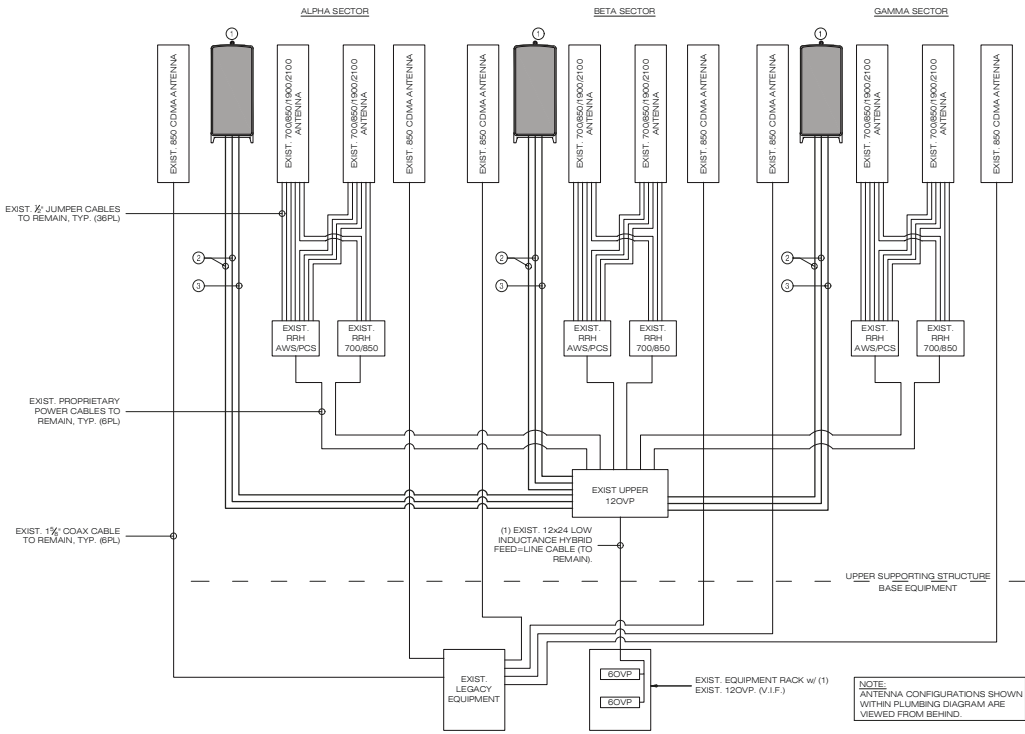 ALPHA SECTOR
BETA SECTOR
GAMMA SECTOR
1
1
1
EXIST. 850 CDMA ANTENNA
EXIST. 700/850/1900/2100
ANTENNA
EXIST. 700/850/1900/2100
ANTENNA
EXIST. 850 CDMA ANTENNA
EXIST. 850 CDMA ANTENNA
EXIST. 700/850/1900/2100
ANTENNA
EXIST. 700/850/1900/2100
ANTENNA
EXIST. 850 CDMA ANTENNA
EXIST. 850 CDMA ANTENNA
EXIST. 700/850/1900/2100
ANTENNA
EXIST. 700/850/1900/2100
ANTENNA
EXIST. 850 CDMA ANTENNA
EXIST. ½" JUMPER CABLES
TO REMAIN, TYP. (36PL)
2
3
2
3
2
3
EXIST.
RRH
AWS/PCS
EXIST.
RRH
700/850
EXIST.
RRH
AWS/PCS
EXIST.
RRH
700/850
EXIST.
RRH
AWS/PCS
EXIST.
RRH
700/850
EXIST. PROPRIETARY
POWER CABLES TO
REMAIN, TYP. (6PL)
EXIST UPPER
12OVP
EXIST. 1⅝" COAX CABLE
TO REMAIN, TYP. (6PL)
(1) EXIST. 12x24 LOW
INDUCTANCE HYBRID
FEED=LINE CABLE (TO
REMAIN).
UPPER SUPPORTING STRUCTURE
BASE EQUIPMENT
EXIST.
LEGACY
EQUIPMENT
6OVP
6OVP
EXIST. EQUIPMENT RACK w/ (1)
EXIST. 12OVP. (V.I.F.)
NOTE:
ANTENNA CONFIGURATIONS SHOWN
WITHIN PLUMBING DIAGRAM ARE
VIEWED FROM BEHIND.